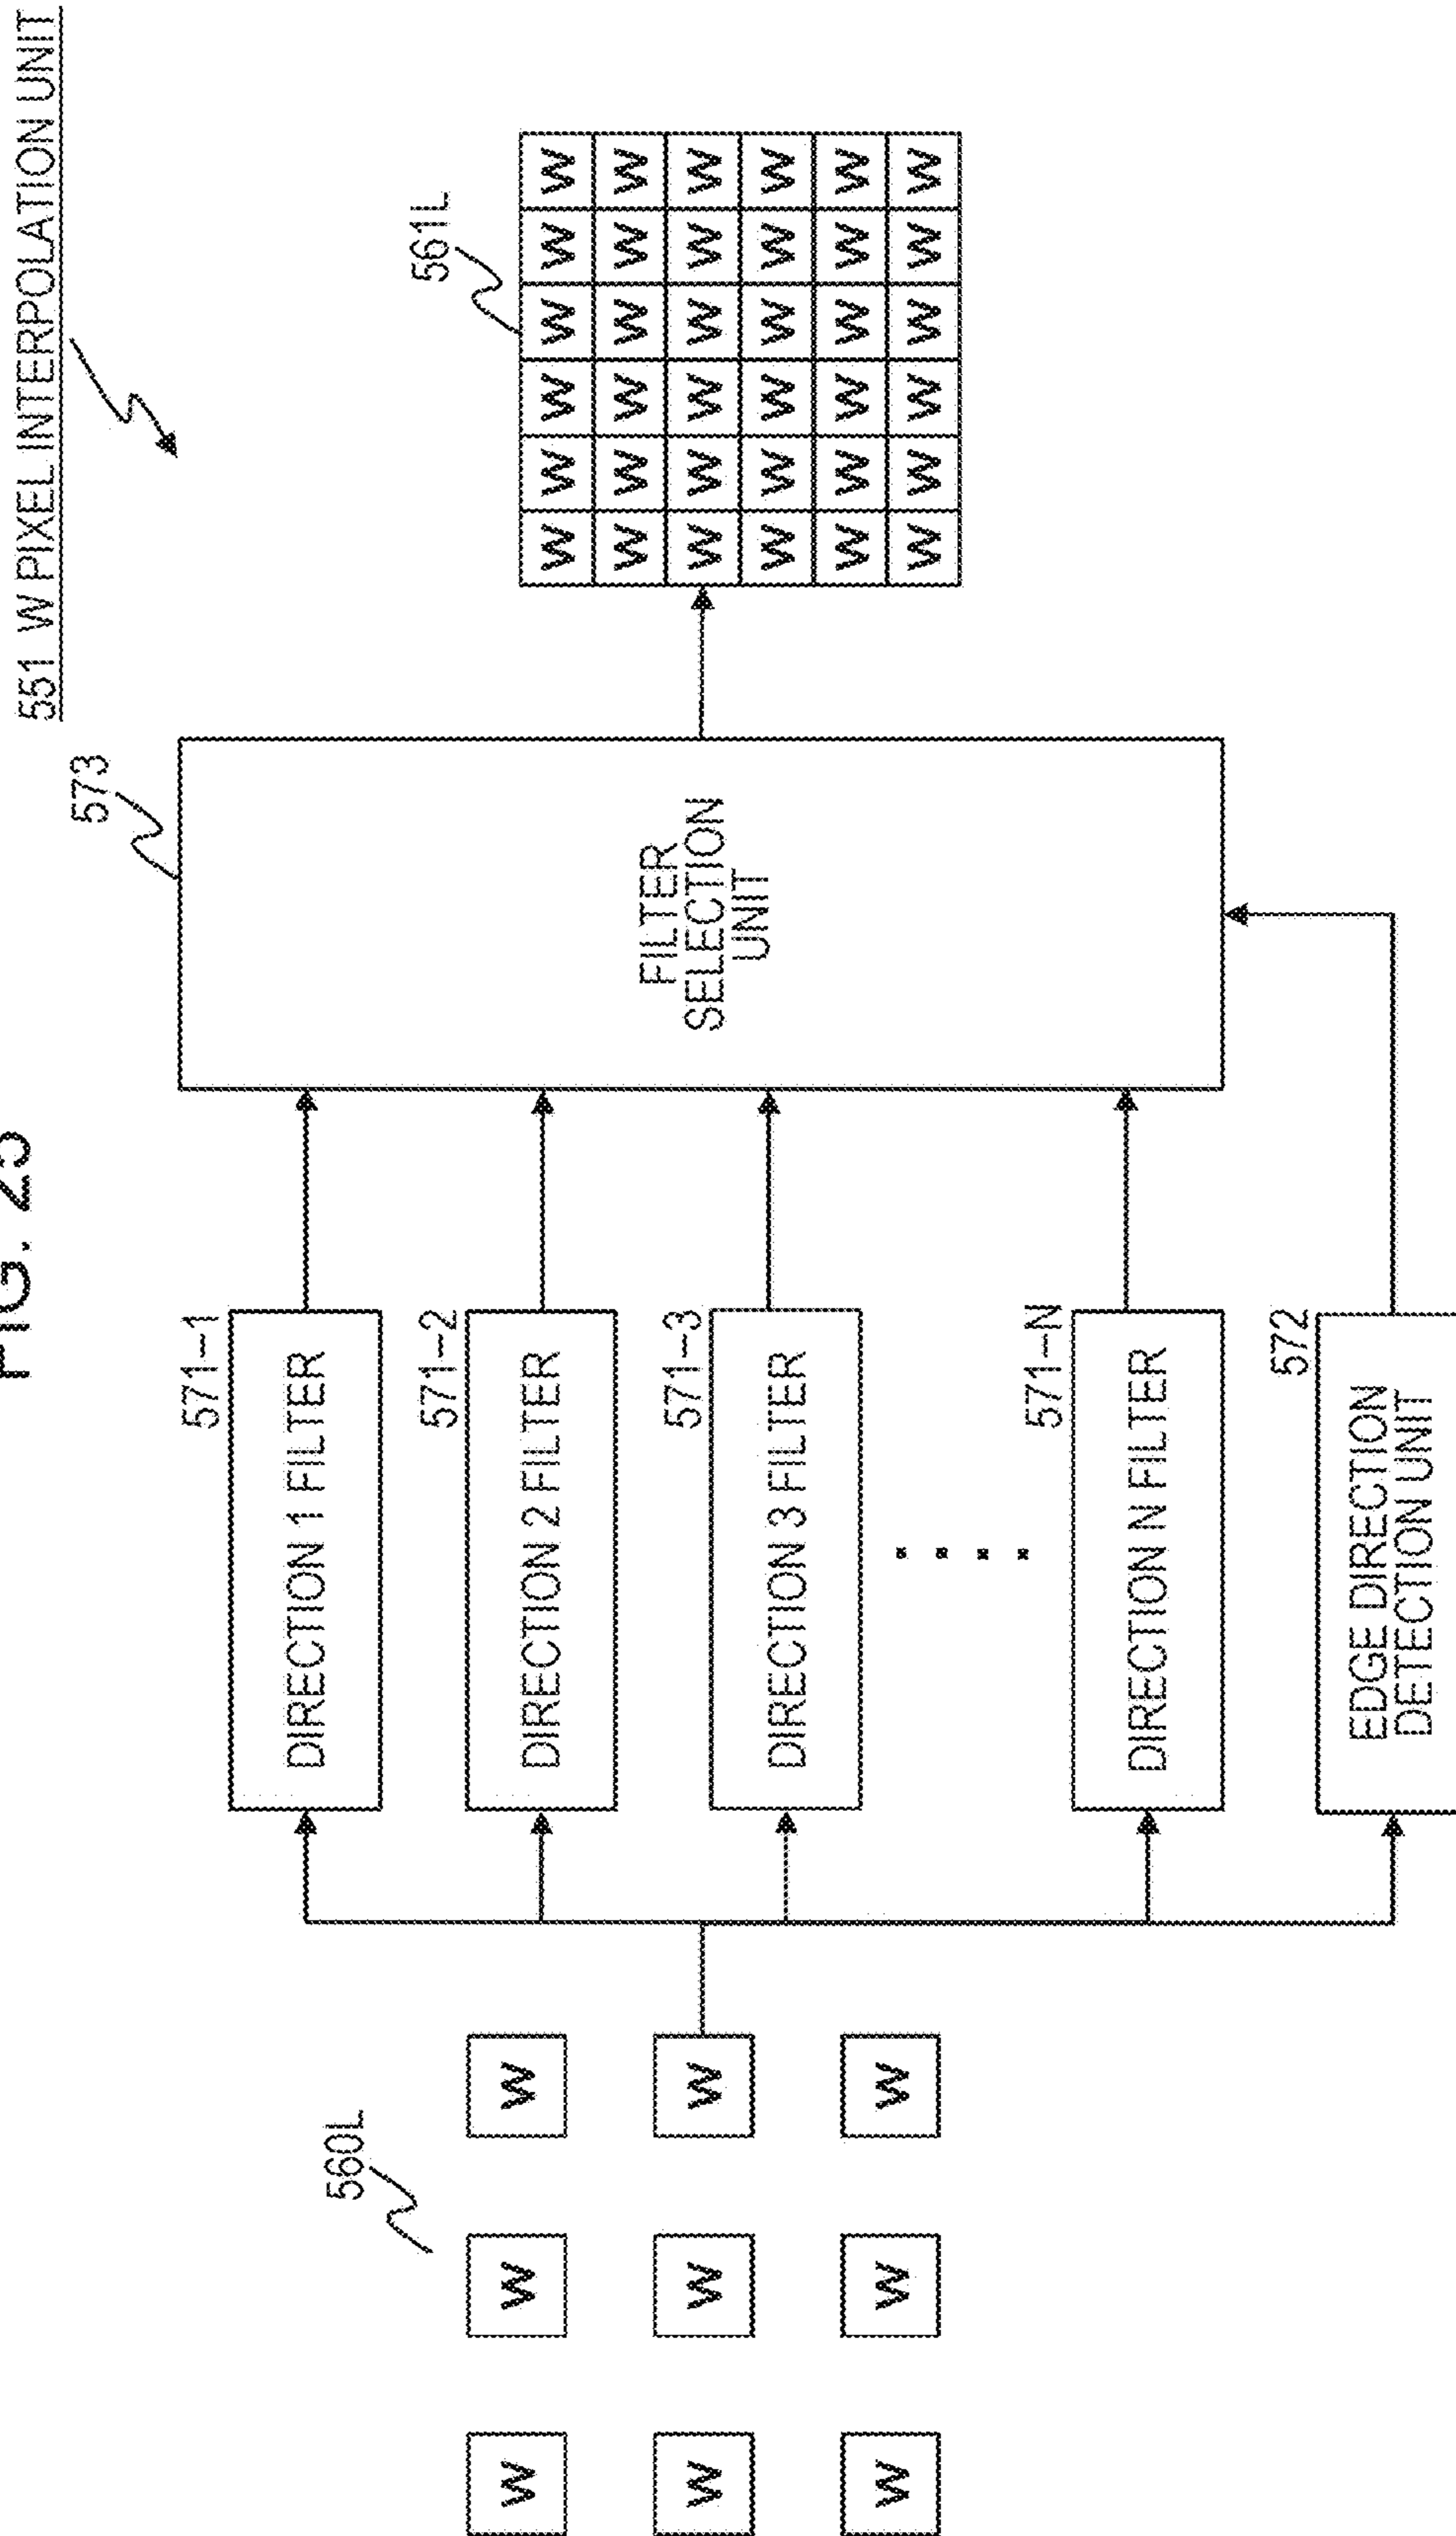 FIG.
551 W PIXEL INTERPOLATION UNIT
573
571-1
DIRECTION 1 FILTER
560L
561L
571-2
W W W
DIRECTION 2 FILTER
W W W W W W
W W W W W W
W W W W W W
W W W W W W
W W W W W W
W W W W W W
FILTER
SELECTION
UNIT
W W W
571-3
DIRECTION 3 FILTER
W W W
571-N
DIRECTION N FILTER
572
EDGE DIRECTION
DETECTION UNIT